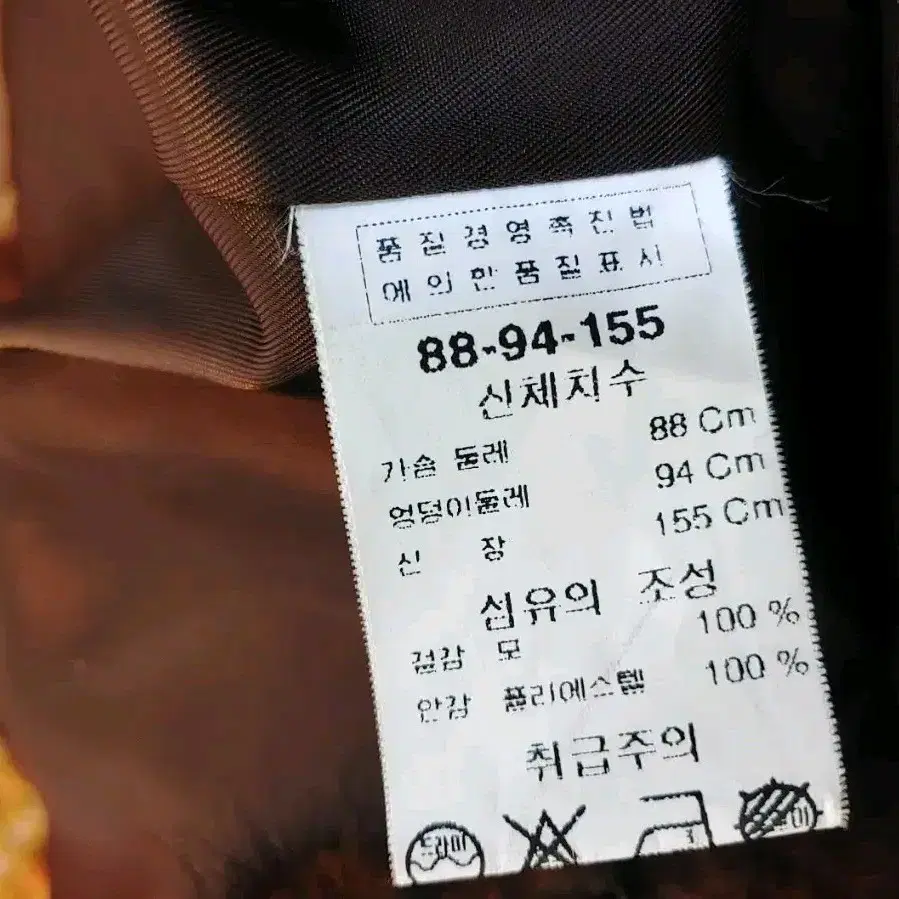 품질경영촉진법
에의한품질표시
88-94-155
신체치수
가슴 둘레 88 Cm
엉덩이둘레 94 Cm
신 장 155 Cm
섬유의 조성
겉감 모 100 %
안감 폴리에스텔 100 %
취급주의
드라이